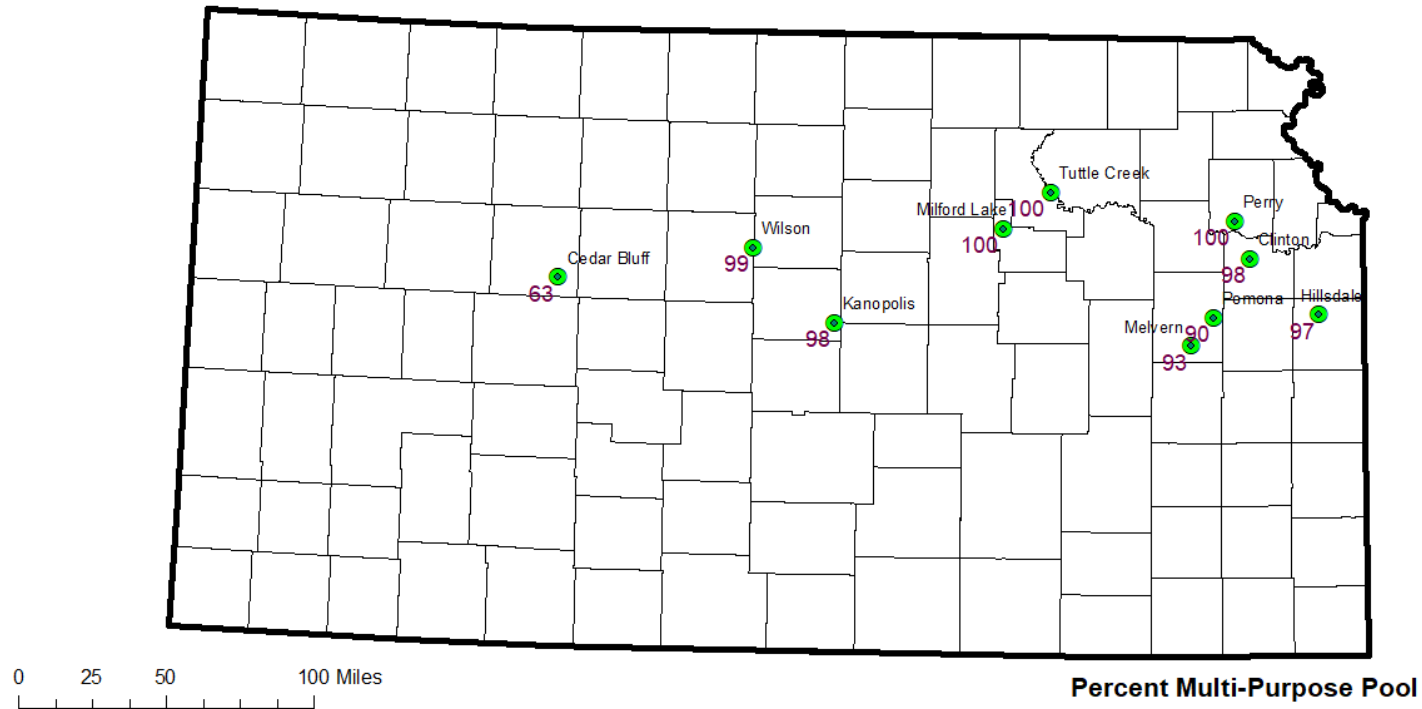 Tuttle Creek
100
Milford Lake
100
Perry
100
Clinton
98
Wilson
99
Cedar Bluff
63
Kanopolis
98
Pomona
90
Hillsdale
97
Melvern
93
0 25 50 100 Miles
Percent Multi-Purpose Pool